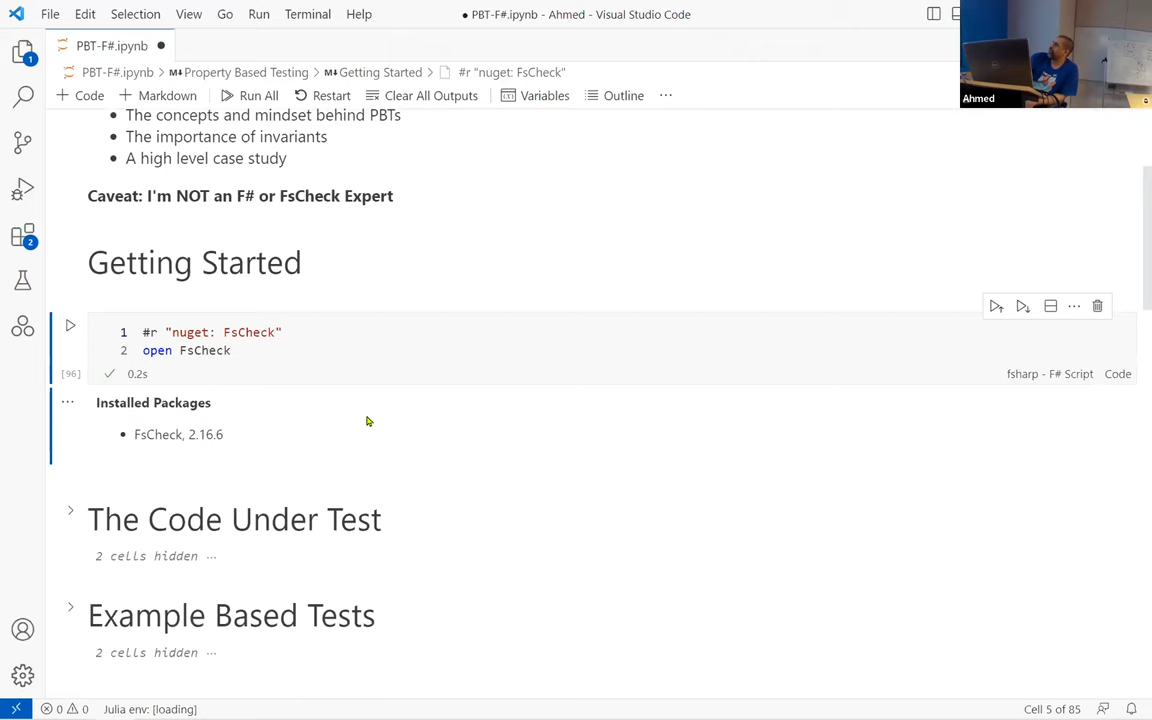 File Edit Selection View Go Run Terminal Help
● PBT-F#.ipynb - Ahmed - Visual Studio Code
PBT-F#.ipynb ●
PBT-F#.ipynb > M↓Property Based Testing > M↓Getting Started > #r "nuget: FsCheck"
+ Code + Markdown Run All Restart Clear All Outputs Variables Outline ...
Ahmed
1
2
• The concepts and mindset behind PBTs
• The importance of invariants
• A high level case study
Caveat: I'm NOT an F# or FsCheck Expert
Getting Started
1 #r "nuget: FsCheck"
2 open FsCheck
[96] ✓ 0.2s fsharp - F# Script Code
... Installed Packages
• FsCheck, 2.16.6
> The Code Under Test
2 cells hidden ...
> Example Based Tests
2 cells hidden ...
0 0 Julia env: [loading] Cell 5 of 85